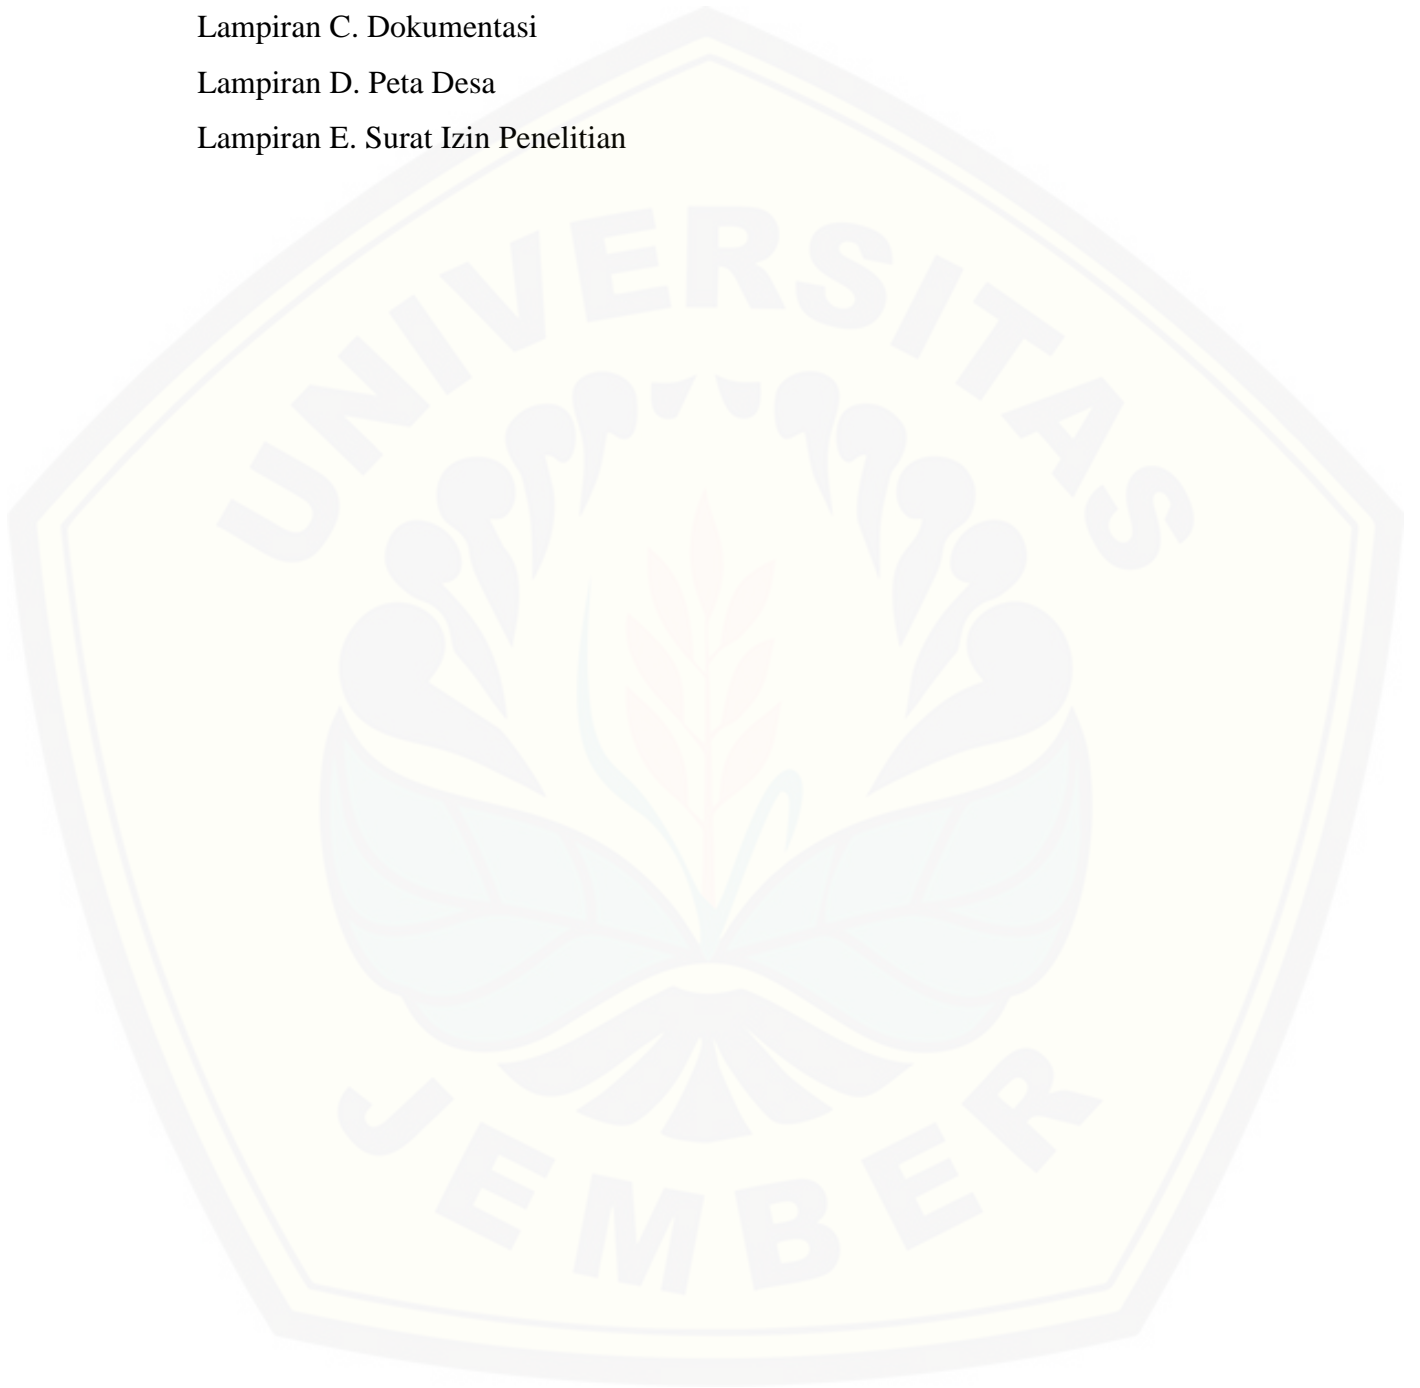 Lampiran C. Dokumentasi
Lampiran D. Peta Desa
Lampiran E. Surat Izin Penelitian
UNIVERSITAS
JEMBER